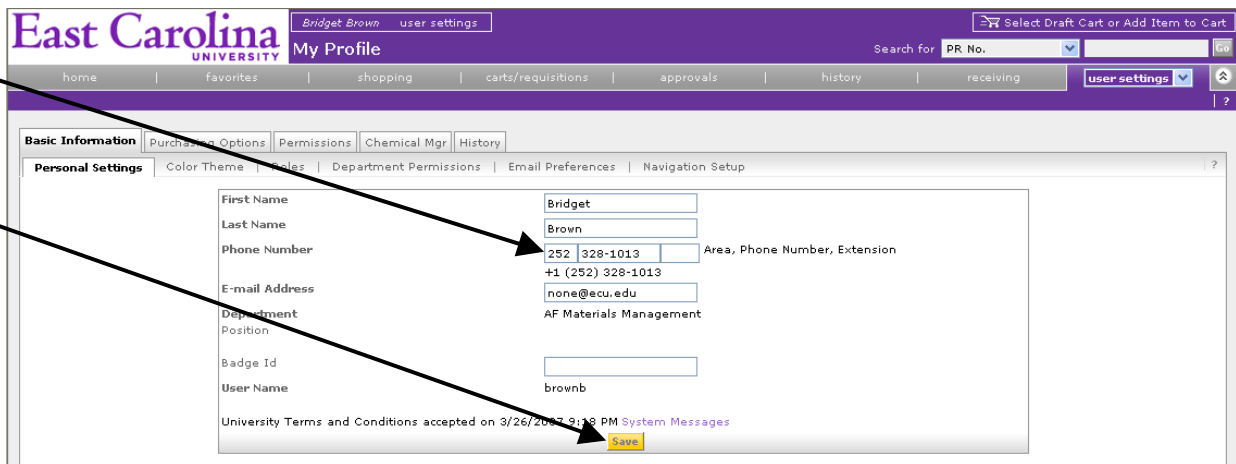 East Carolina
UNIVERSITY
Bridget Brown user settings
Select Draft Cart or Add Item to Cart
My Profile
Search for PR No. Go
home | favorites | shopping | carts/requisitions | approvals | history | receiving user settings
| ?
Basic Information Purchasing Options Permissions Chemical Mgr History
Personal Settings Color Theme | Roles | Department Permissions | Email Preferences | Navigation Setup | ?
First Name Bridget
Last Name Brown
Phone Number 252 328-1013 Area, Phone Number, Extension
+1 (252) 328-1013
E-mail Address none@ecu.edu
Department AF Materials Management
Position
Badge Id
User Name brownb
University Terms and Conditions accepted on 3/26/2007 9:18 PM System Messages
Save